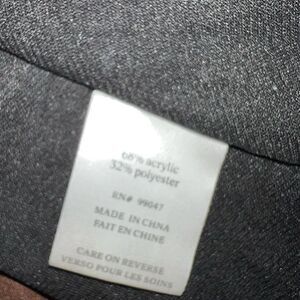 68% acrylic
32% polyester
RN# 99047
MADE IN CHINA
FAIT EN CHINE
CARE ON REVERSE
VERSO POUR LES SOINS